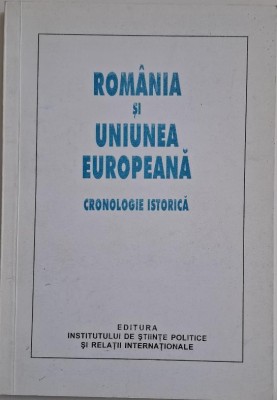 ROMÂNIA
ȘI
UNIUNEA
EUROPEANĂ
CRONOLOGIE ISTORICĂ
EDITURA
INSTITUTULUI DE ȘTIINȚE POLITICE
ȘI RELAȚII INTERNAȚIONALE